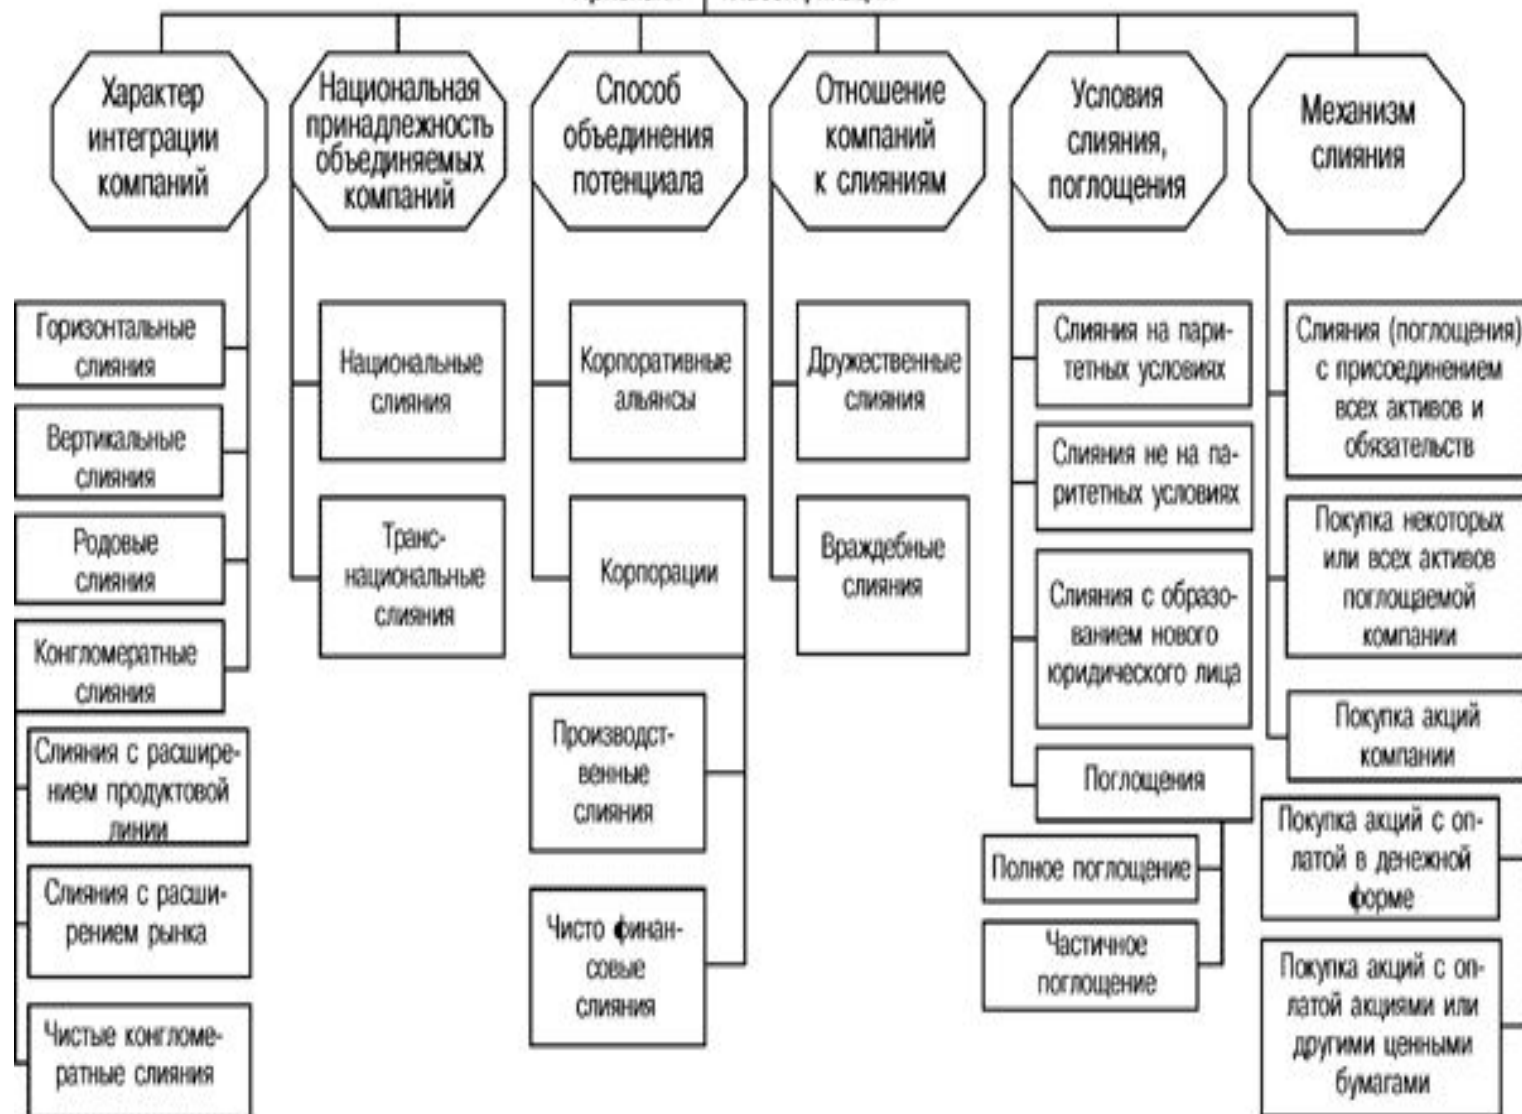 Характер
интеграции
компаний
Национальная
принадлежность
объединяемых
компаний
Способ
объединения
потенциала
Отношение
компаний
к слияниям
Условия
слияния,
поглощения
Механизм
слияния
Горизонтальные
слияния
Вертикальные
слияния
Родовые
слияния
Конгломератные
слияния
Слияния с расшире-
нием продуктовой
линии
Слияния с расши-
рением рынка
Чистые конгломе-
ратные слияния
Национальные
слияния
Транс-
национальные
слияния
Корпоративные
альянсы
Корпорации
Производст-
венные
слияния
Чисто финан-
совые
слияния
Дружественные
слияния
Враждебные
слияния
Слияния на пари-
тетных условиях
Слияния не на па-
ритетных условиях
Слияния с образо-
ванием нового
юридического лица
Поглощения
Полное поглощение
Частичное
поглощение
Слияния (поглощения)
с присоединением
всех активов и
обязательств
Покупка некоторых
или всех активов
поглощаемой
компании
Покупка акций
компании
Покупка акций с оп-
латой в денежной
форме
Покупка акций с оп-
латой акциями или
другими ценными
бумагами